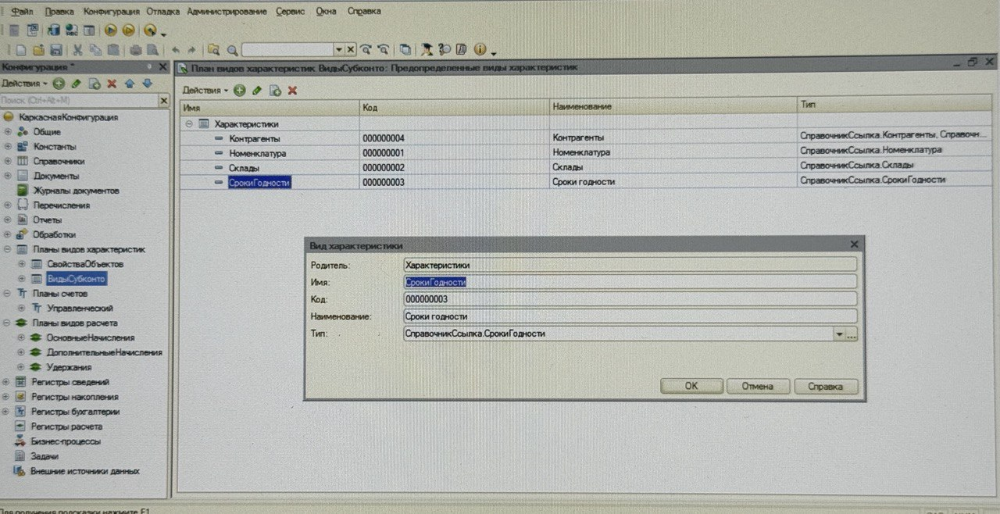 Файл Правка Конфигурация Отладка Администрирование Сервис Окна Справка
Конфигурация *
Действия
Поиск (Ctrl+Alt+M)
КаркаснаяКонфигурация
Общие
Константы
Справочники
Документы
Журналы документов
Перечисления
Отчеты
Обработки
Планы видов характеристик
СвойстваОбъектов
ВидыСубконто
Планы счетов
Управленческий
Планы видов расчета
ОсновныеНачисления
ДополнительныеНачисления
Удержания
Регистры сведений
Регистры накопления
Регистры бухгалтерии
Регистры расчета
Бизнес-процессы
Задачи
Внешние источники данных
План видов характеристик ВидыСубконто: Предопределенные виды характеристик
Действия
Имя Код Наименование Тип
Характеристики
Контрагенты 000000004 Контрагенты СправочникСсылка.Контрагенты, Справочн...
Номенклатура 000000001 Номенклатура СправочникСсылка.Номенклатура
Склады 000000002 Склады СправочникСсылка.Склады
СрокиГодности 000000003 Сроки годности СправочникСсылка.СрокиГодности
Вид характеристики
Родитель: Характеристики
Имя: СрокиГодности
Код: 000000003
Наименование: Сроки годности
Тип: СправочникСсылка.СрокиГодности
ОК Отмена Справка
Для получения подсказки нажмите F1